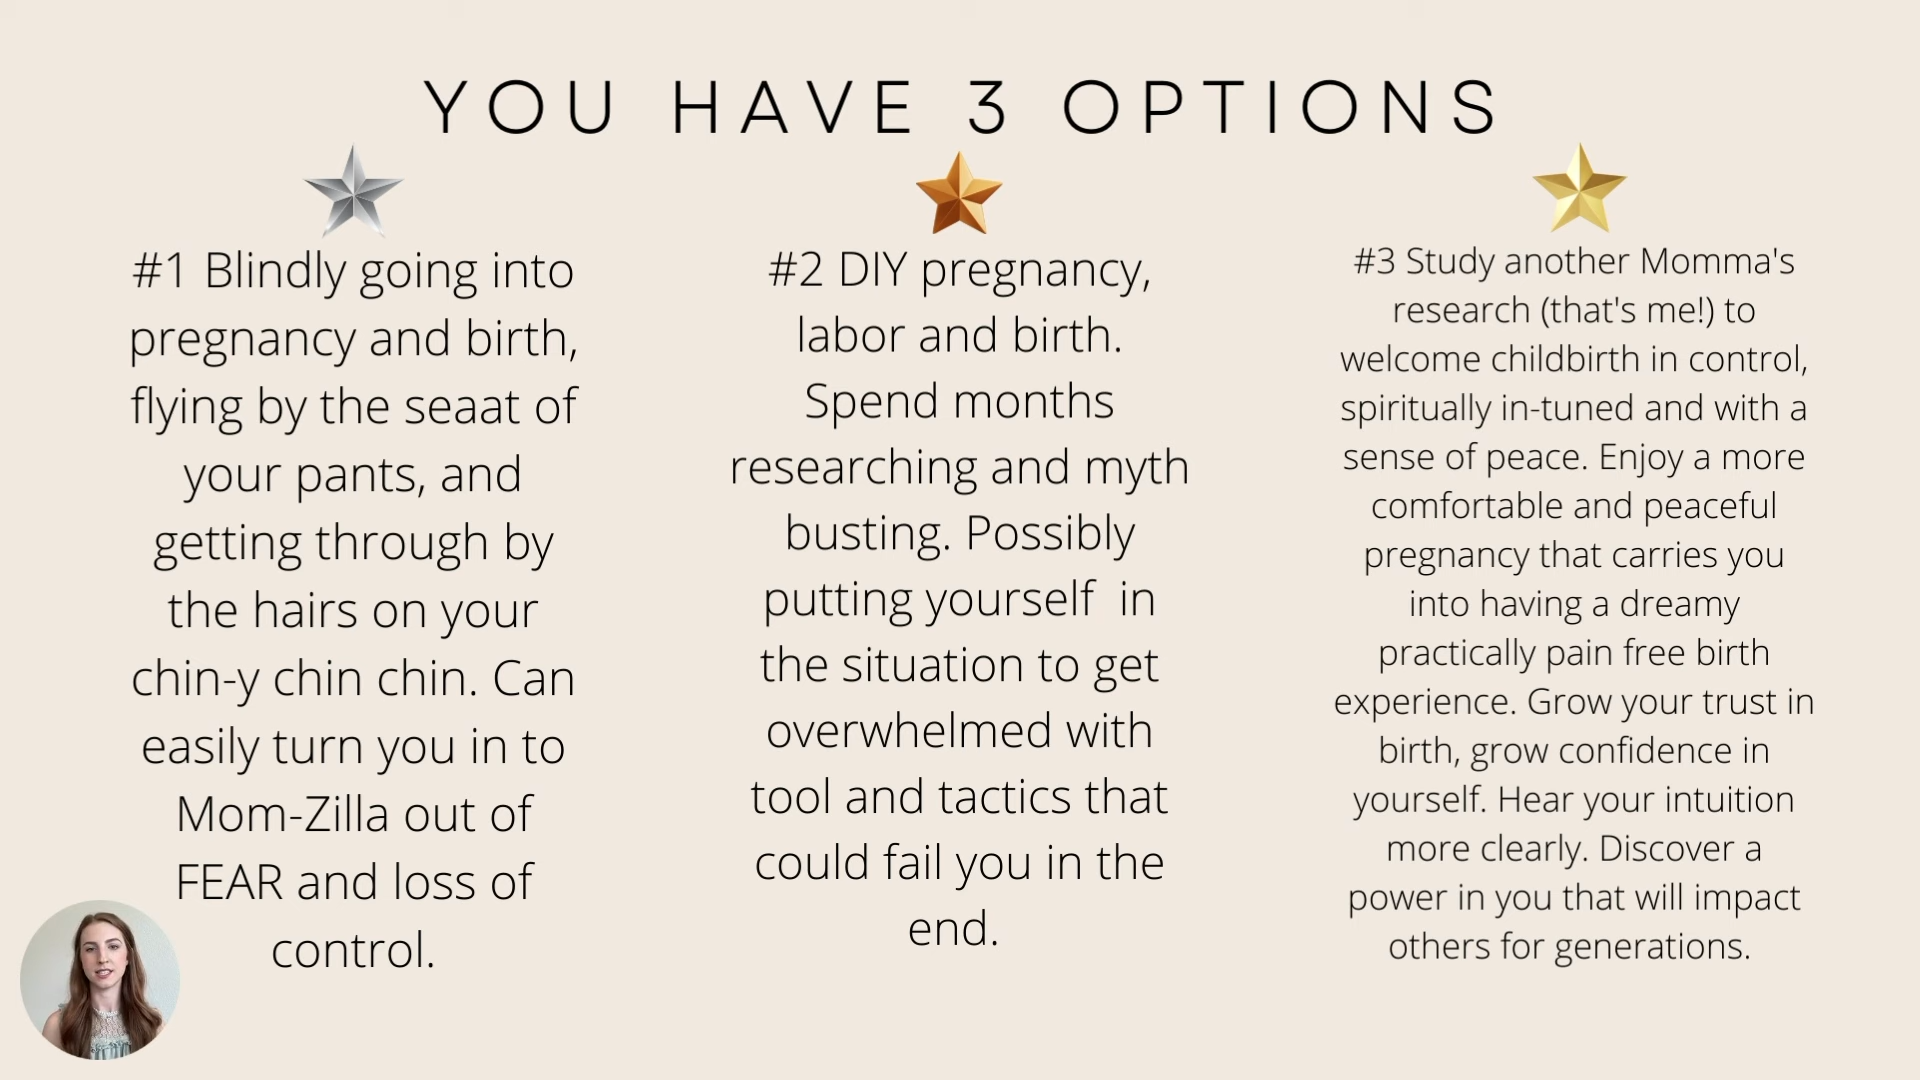 YOU HAVE 3 OPTIONS
#1 Blindly going into
pregnancy and birth,
flying by the seaat of
your pants, and
getting through by
the hairs on your
chin-y chin chin. Can
easily turn you in to
Mom-Zilla out of
FEAR and loss of
control.
#2 DIY pregnancy,
labor and birth.
Spend months
researching and myth
busting. Possibly
putting yourself  in
the situation to get
overwhelmed with
tool and tactics that
could fail you in the
end.
#3 Study another Momma's
research (that's me!) to
welcome childbirth in control,
spiritually in-tuned and with a
sense of peace. Enjoy a more
comfortable and peaceful
pregnancy that carries you
into having a dreamy
practically pain free birth
experience. Grow your trust in
birth, grow confidence in
yourself. Hear your intuition
more clearly. Discover a
power in you that will impact
others for generations.